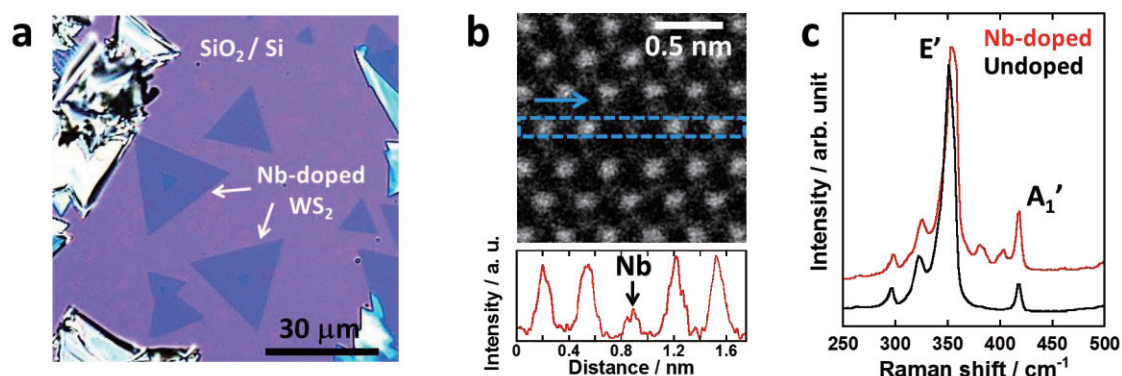 a
SiO2 / Si
Nb-doped
WS2
30 μm
b
0.5 nm
Intensity / a. u.
Nb
0 0.4 0.8 1.2 1.6
Distance / nm
c
Nb-doped
Undoped
E’
A1’
Intensity / arb. unit
250 300 350 400 450 500
Raman shift / cm-1